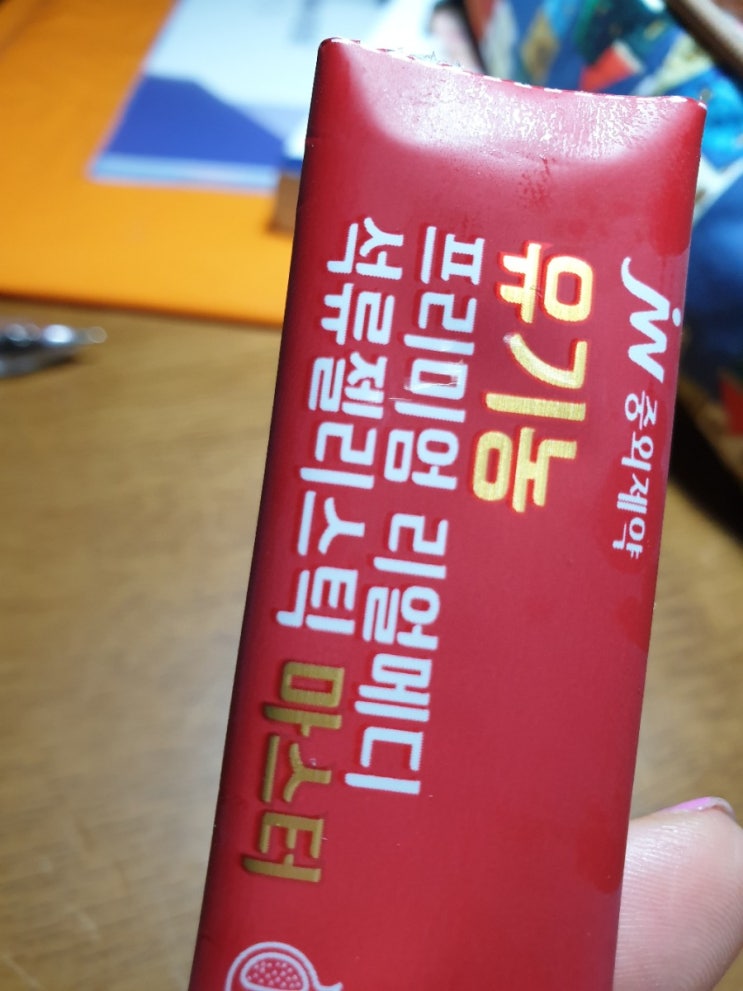 JW 중외제약
유기농
프리미엄 리얼메디
석류젤리스틱 마스터